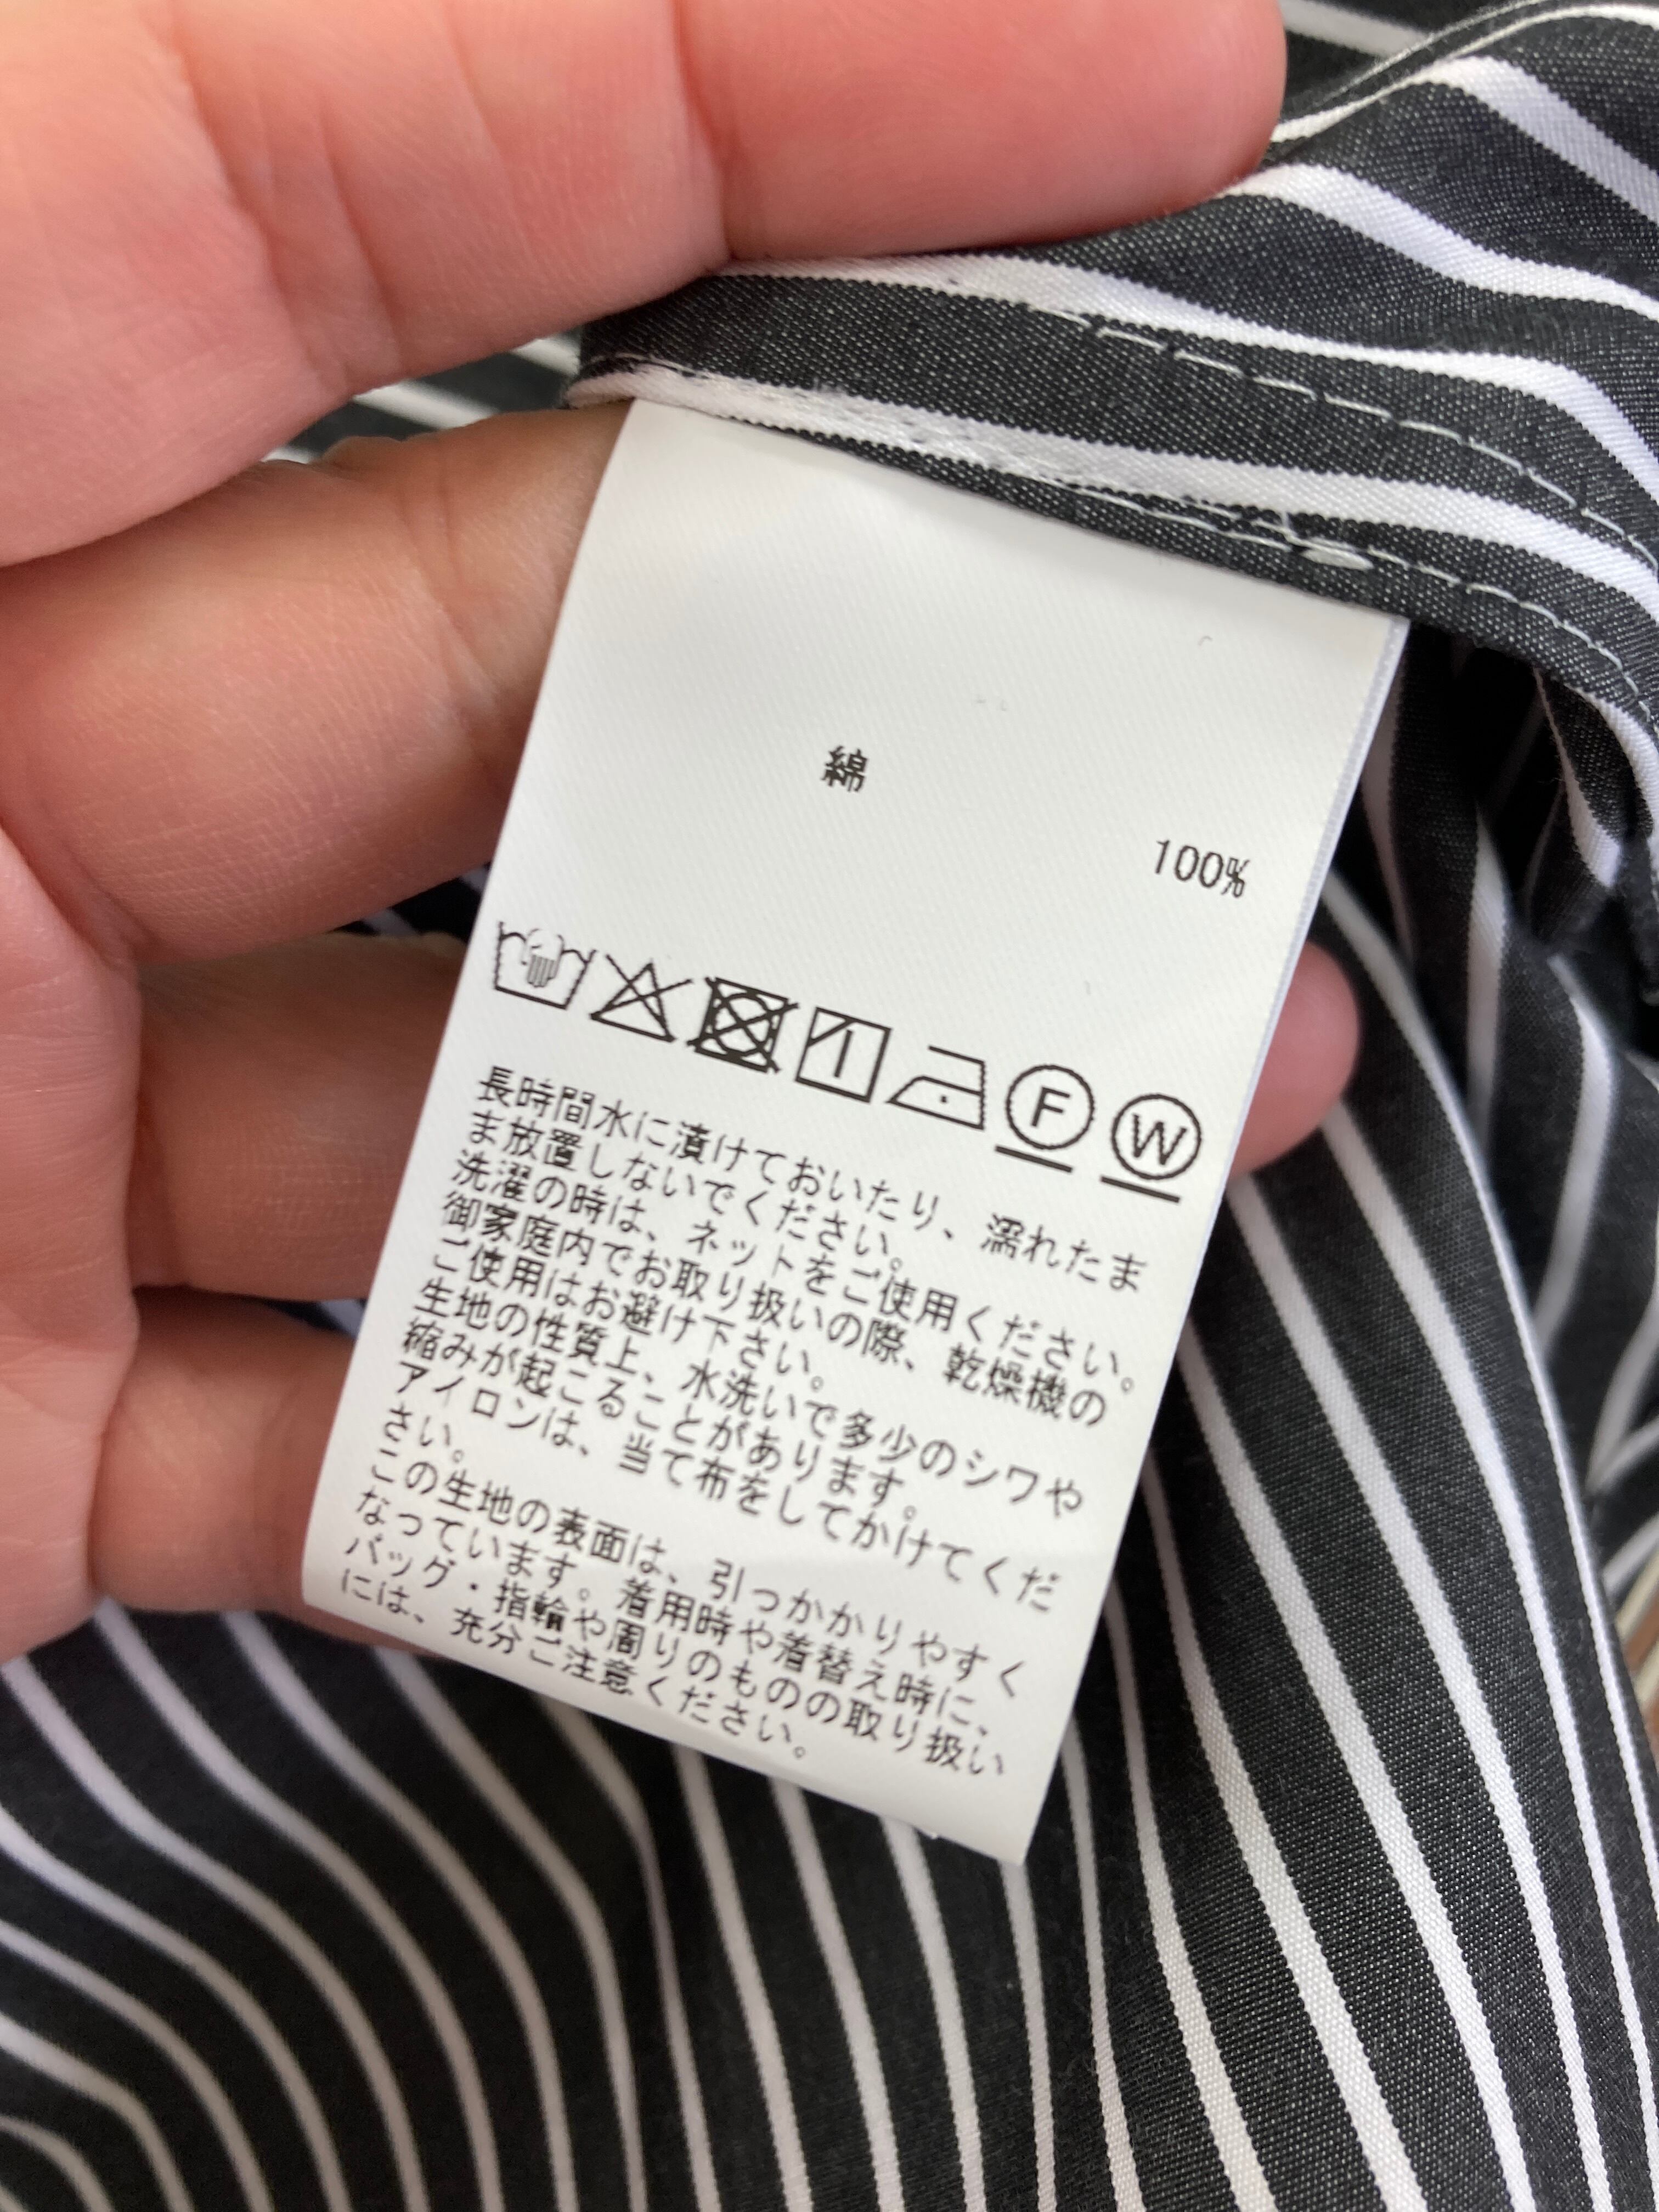 綿
100%
F W
長時間水に漬けておいたり、濡れたま
ま放置しないでください。
洗濯の時は、ネットをご使用ください。
御家庭内でお取り扱いの際、乾燥機の
ご使用はお避け下さい。
生地の性質上、水洗いで多少のシワや
縮みが起こることがあります。
アイロンは、当て布をしてかけてくだ
さい。
この生地の表面は、引っかかりやすく
なっています。着用時や着替え時に、
バッグ・指輪や周りのものの取り扱い
には、充分ご注意ください。